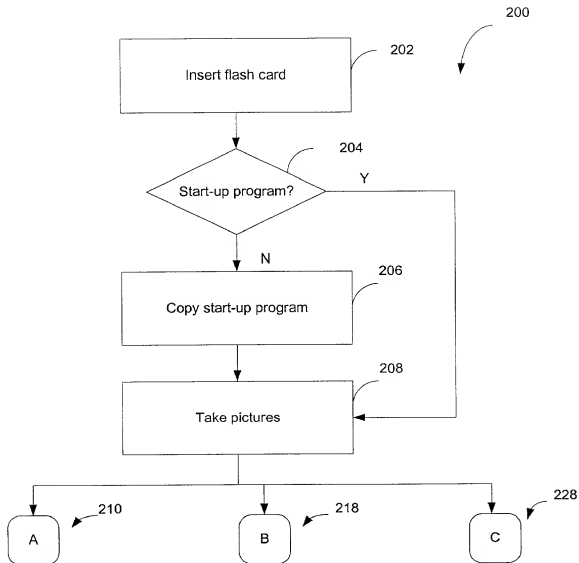 200
202
Insert flash card
204
Start-up program?
Y
N
206
Copy start-up program
208
Take pictures
210
218
228
A
B
C